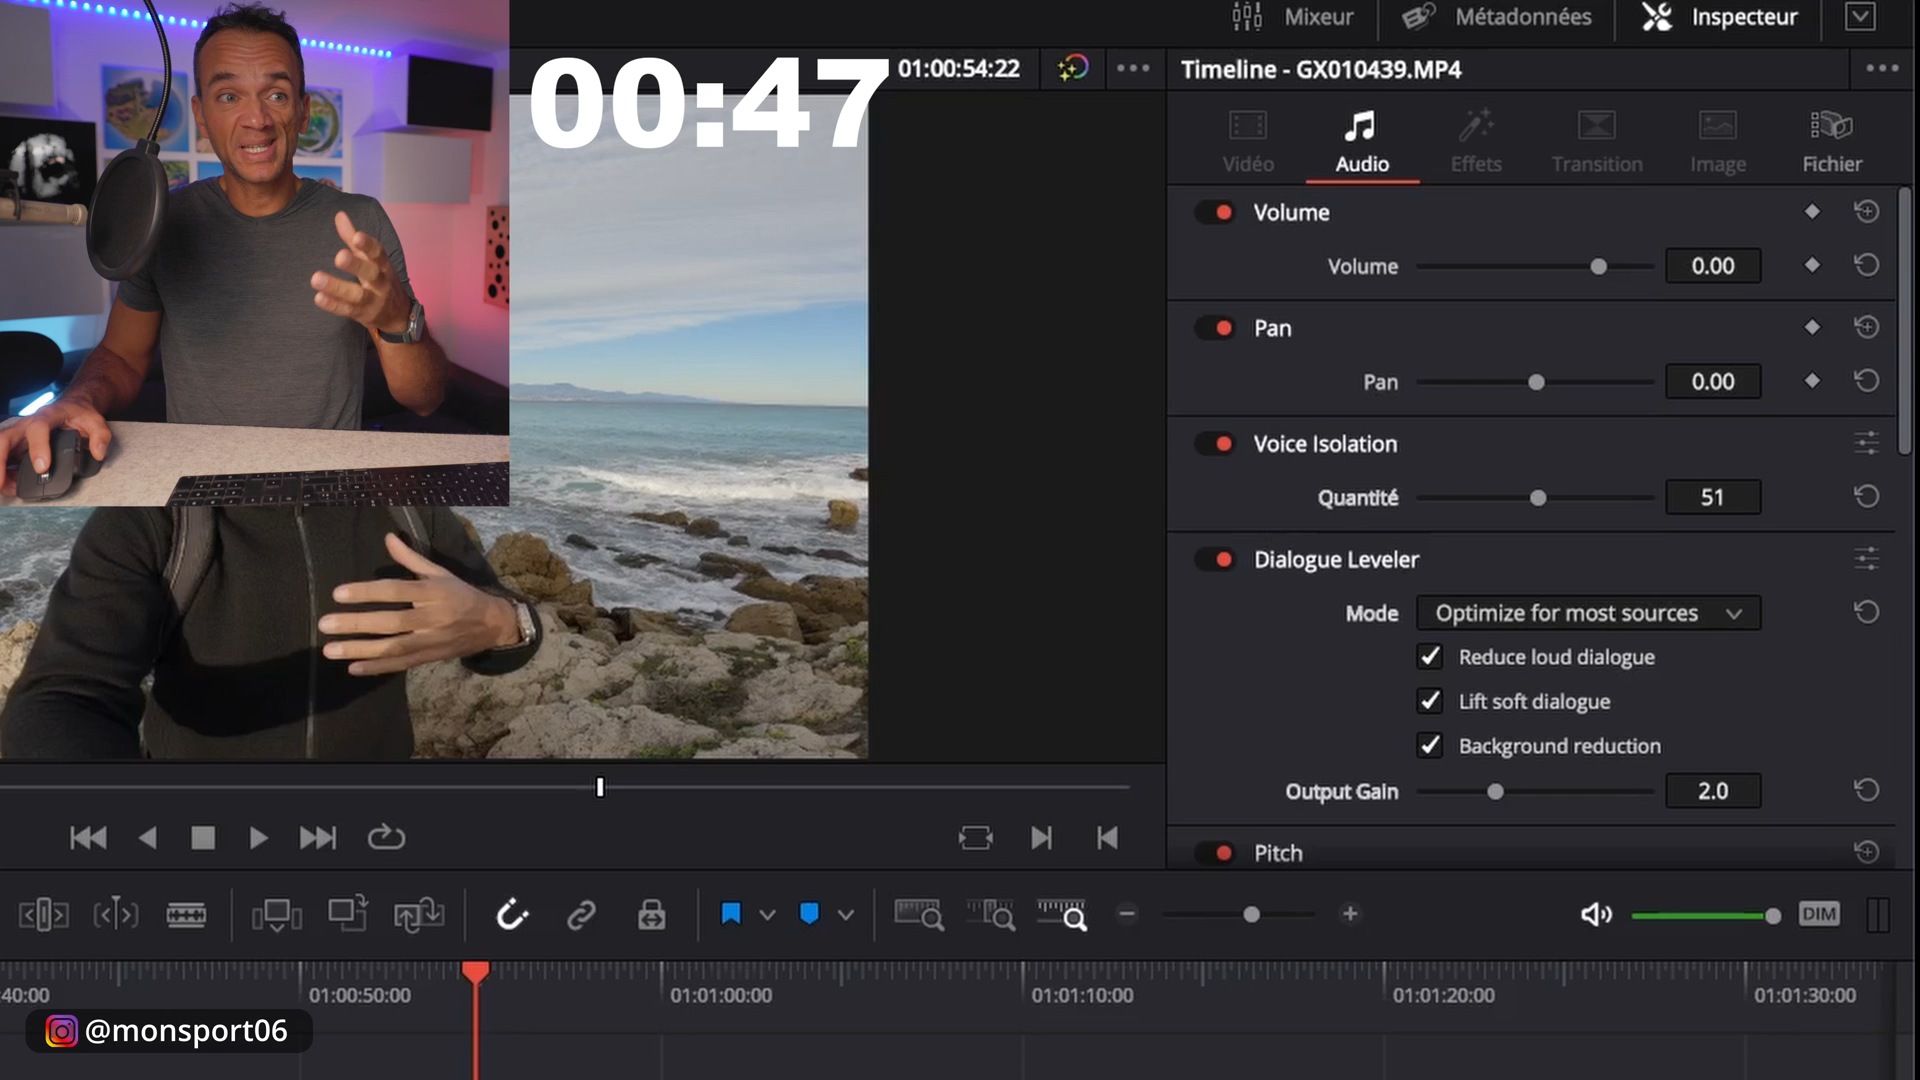 Mixeur
Métadonnées
Inspecteur
00:47
01:00:54:22
Timeline - GX010439.MP4
Vidéo
Audio
Effets
Transition
Image
Fichier
Volume
Volume
0.00
Pan
Pan
0.00
Voice Isolation
Quantité
51
Dialogue Leveler
Mode
Optimize for most sources
Reduce loud dialogue
Lift soft dialogue
Background reduction
Output Gain
2.0
Pitch
DIM
:40:00
01:00:50:00
01:01:00:00
01:01:10:00
01:01:20:00
01:01:30:00
@monsport06